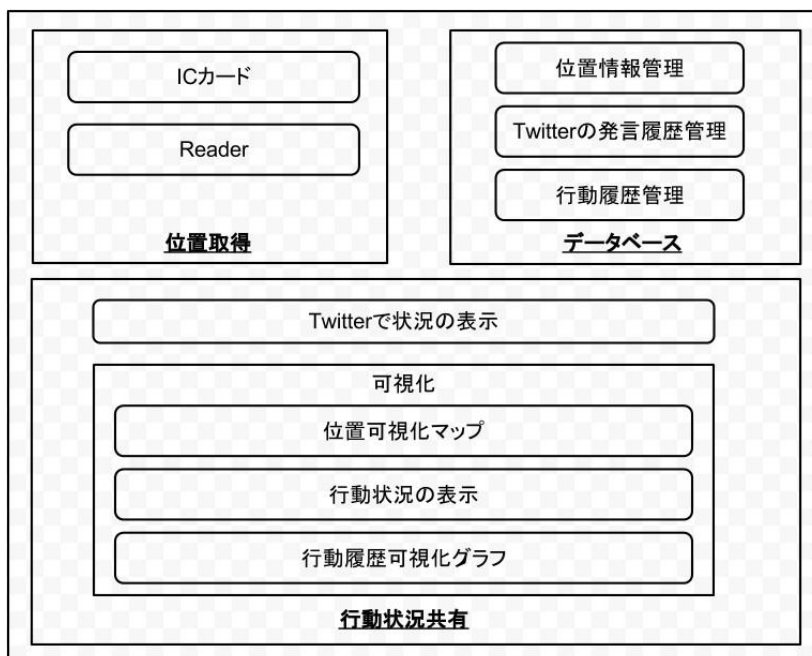 ICカード
Reader
位置取得
位置情報管理
Twitterの発言履歴管理
行動履歴管理
データベース
Twitterで状況の表示
可視化
位置可視化マップ
行動状況の表示
行動履歴可視化グラフ
行動状況共有